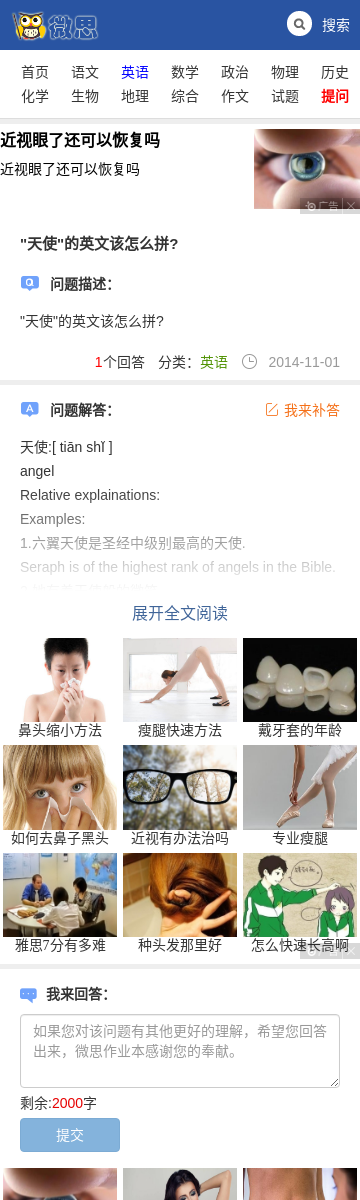 微思
搜索
首页 语文 英语 数学 政治 物理 历史
化学 生物 地理 综合 作文 试题 提问
近视眼了还可以恢复吗
近视眼了还可以恢复吗
广告
"天使"的英文该怎么拼?
问题描述:
"天使"的英文该怎么拼?
1个回答 分类:英语 2014-11-01
问题解答:
我来补答
天使:[ tiān shǐ ]
angel
Relative explainations:
Examples:
1.六翼天使是圣经中级别最高的天使.
Seraph is of the highest rank of angels in the Bible.
展开全文阅读
鼻头缩小方法 瘦腿快速方法 戴牙套的年龄
如何去鼻子黑头 近视有办法治吗 专业瘦腿
雅思7分有多难 种头发那里好 怎么快速长高啊
广告
我来回答:
如果您对该问题有其他更好的理解，希望您回答
出来，微思作业本感谢您的奉献。
剩余:2000字
提交